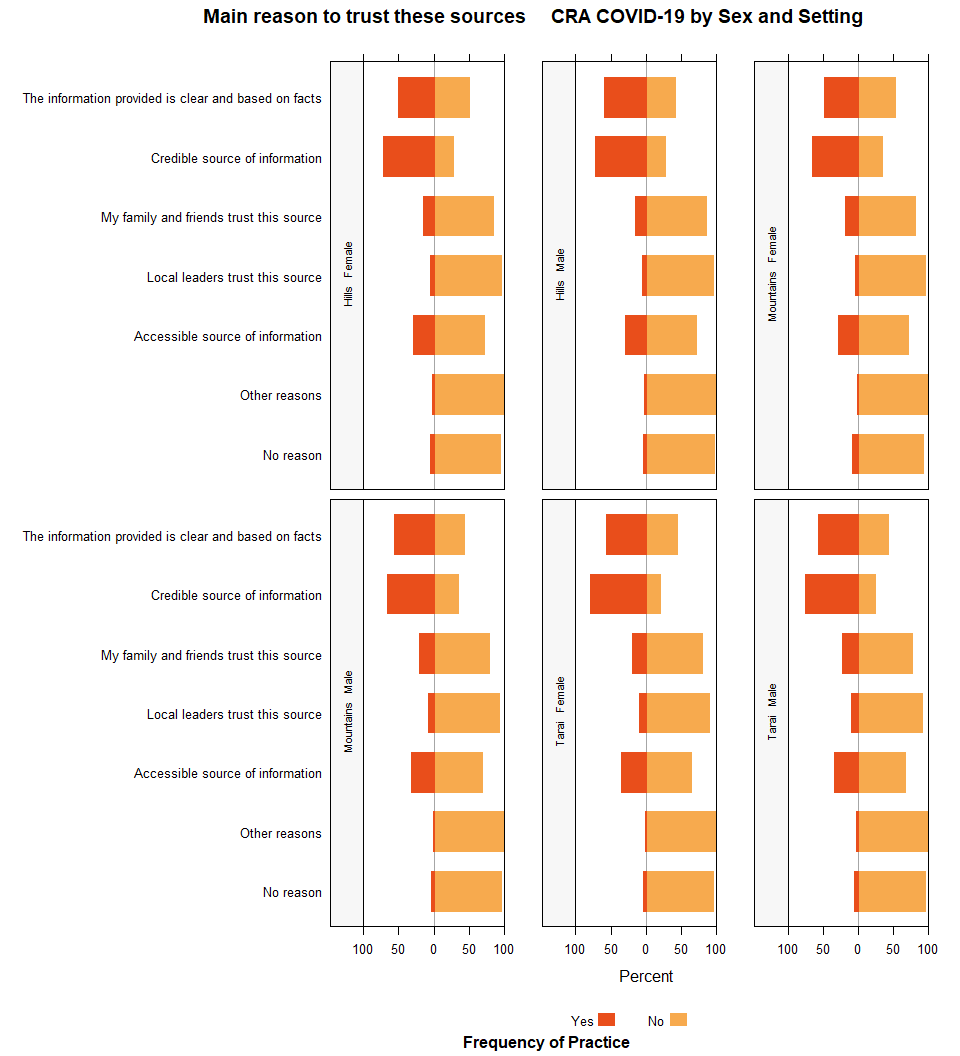 Main reason to trust these sources CRA COVID-19 by Sex and Setting
The information provided is clear and based on facts
Credible source of information
My family and friends trust this source
Local leaders trust this source
Accessible source of information
Other reasons
No reason
Hills Female
Hills Male
Mountains Female
The information provided is clear and based on facts
Credible source of information
My family and friends trust this source
Local leaders trust this source
Accessible source of information
Other reasons
No reason
Mountains Male
Tarai Female
Tarai Male
100 50 0 50 100 100 50 0 50 100 100 50 0 50 100
Percent
Yes No
Frequency of Practice